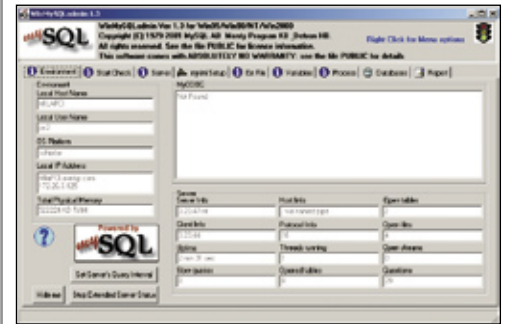 WinMySQLadmin 1.3
mySQL
WinMySQLadmin Ver 1.3 for Win95/Win98/NT/Win2000
Copyright (C) 1979-2001 MySQL AB Monty Program KB, Detron HB.
All rights reserved. See the file PUBLIC for licence information.
This software comes with ABSOLUTELY NO WARRANTY: see the file PUBLIC for details
Right Click for Menu options
Environment
Start Check
Server
my.ini Setup
Err File
Variables
Process
Databases
Report
Environment
Local Host Name
Local User Name
OS Platform
Local IP Address
Total Physical Memory
MyODBC
Not Found
Server
Server Info
Host Info
Open tables
Client Info
Protocol Info
Open files
Uptime
Threads running
Open streams
Slow queries
Opened Tables
Questions
Powered by
mySQL
Set Server's Query Interval
Hide me
Stop Extended Server Status